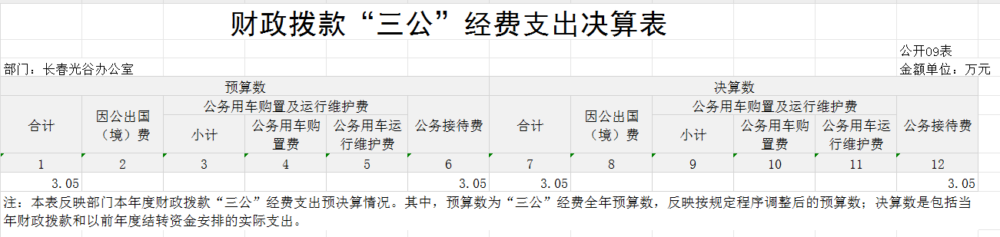 财政拨款“三公”经费支出决算表
公开09表
部门：长春光谷办公室 金额单位：万元
预算数 决算数
合计 因公出国（境）费 公务用车购置及运行维护费 公务接待费 合计 因公出国（境）费 公务用车购置及运行维护费 公务接待费
小计 公务用车购置费 公务用车运行维护费 小计 公务用车购置费 公务用车运行维护费
1 2 3 4 5 6 7 8 9 10 11 12
3.05 3.05 3.05 3.05
注：本表反映部门本年度财政拨款“三公”经费支出预决算情况。其中，预算数为“三公”经费全年预算数，反映按规定程序调整后的预算数；决算数是包括当
年财政拨款和以前年度结转资金安排的实际支出。